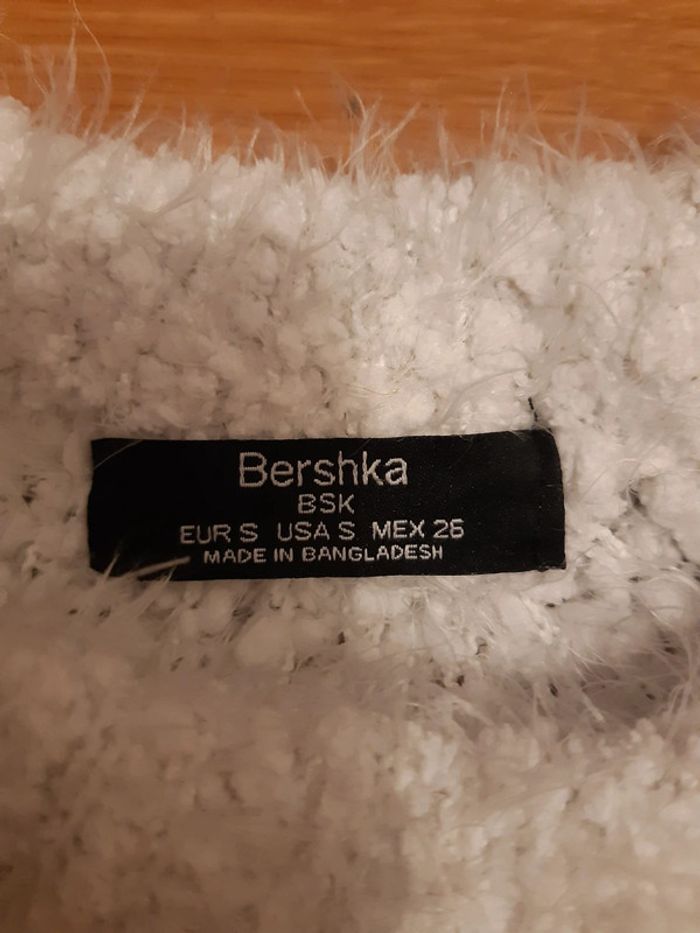 Bershka
BSK
EUR S USA S MEX 26
MADE IN BANGLADESH